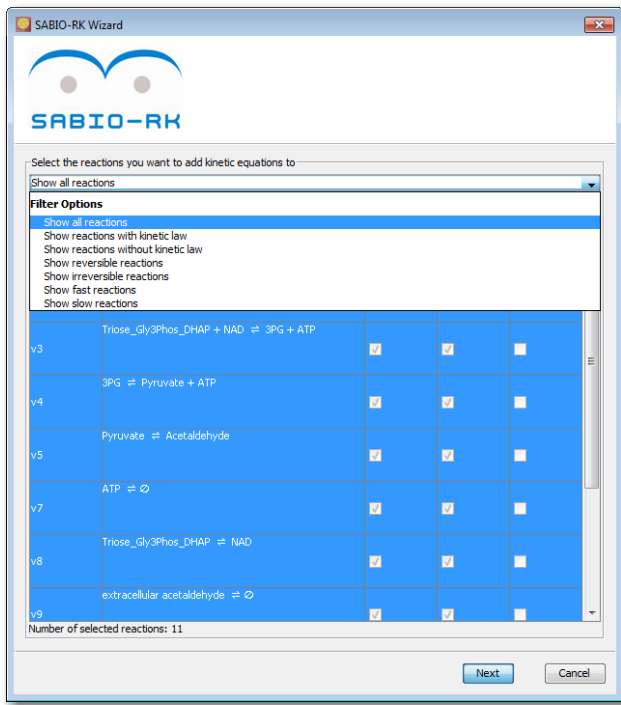 SABIO-RK Wizard
SABIO-RK
Select the reactions you want to add kinetic equations to
Show all reactions
Filter Options
Show all reactions
Show reactions with kinetic law
Show reactions without kinetic law
Show reversible reactions
Show irreversible reactions
Show fast reactions
Show slow reactions
v3 Triose_Gly3Phos_DHAP + NAD ⇌ 3PG + ATP
v4 3PG ⇌ Pyruvate + ATP
v5 Pyruvate ⇌ Acetaldehyde
v7 ATP ⇌ ∅
v8 Triose_Gly3Phos_DHAP ⇌ NAD
v9 extracellular acetaldehyde ⇌ ∅
Number of selected reactions: 11
Next Cancel